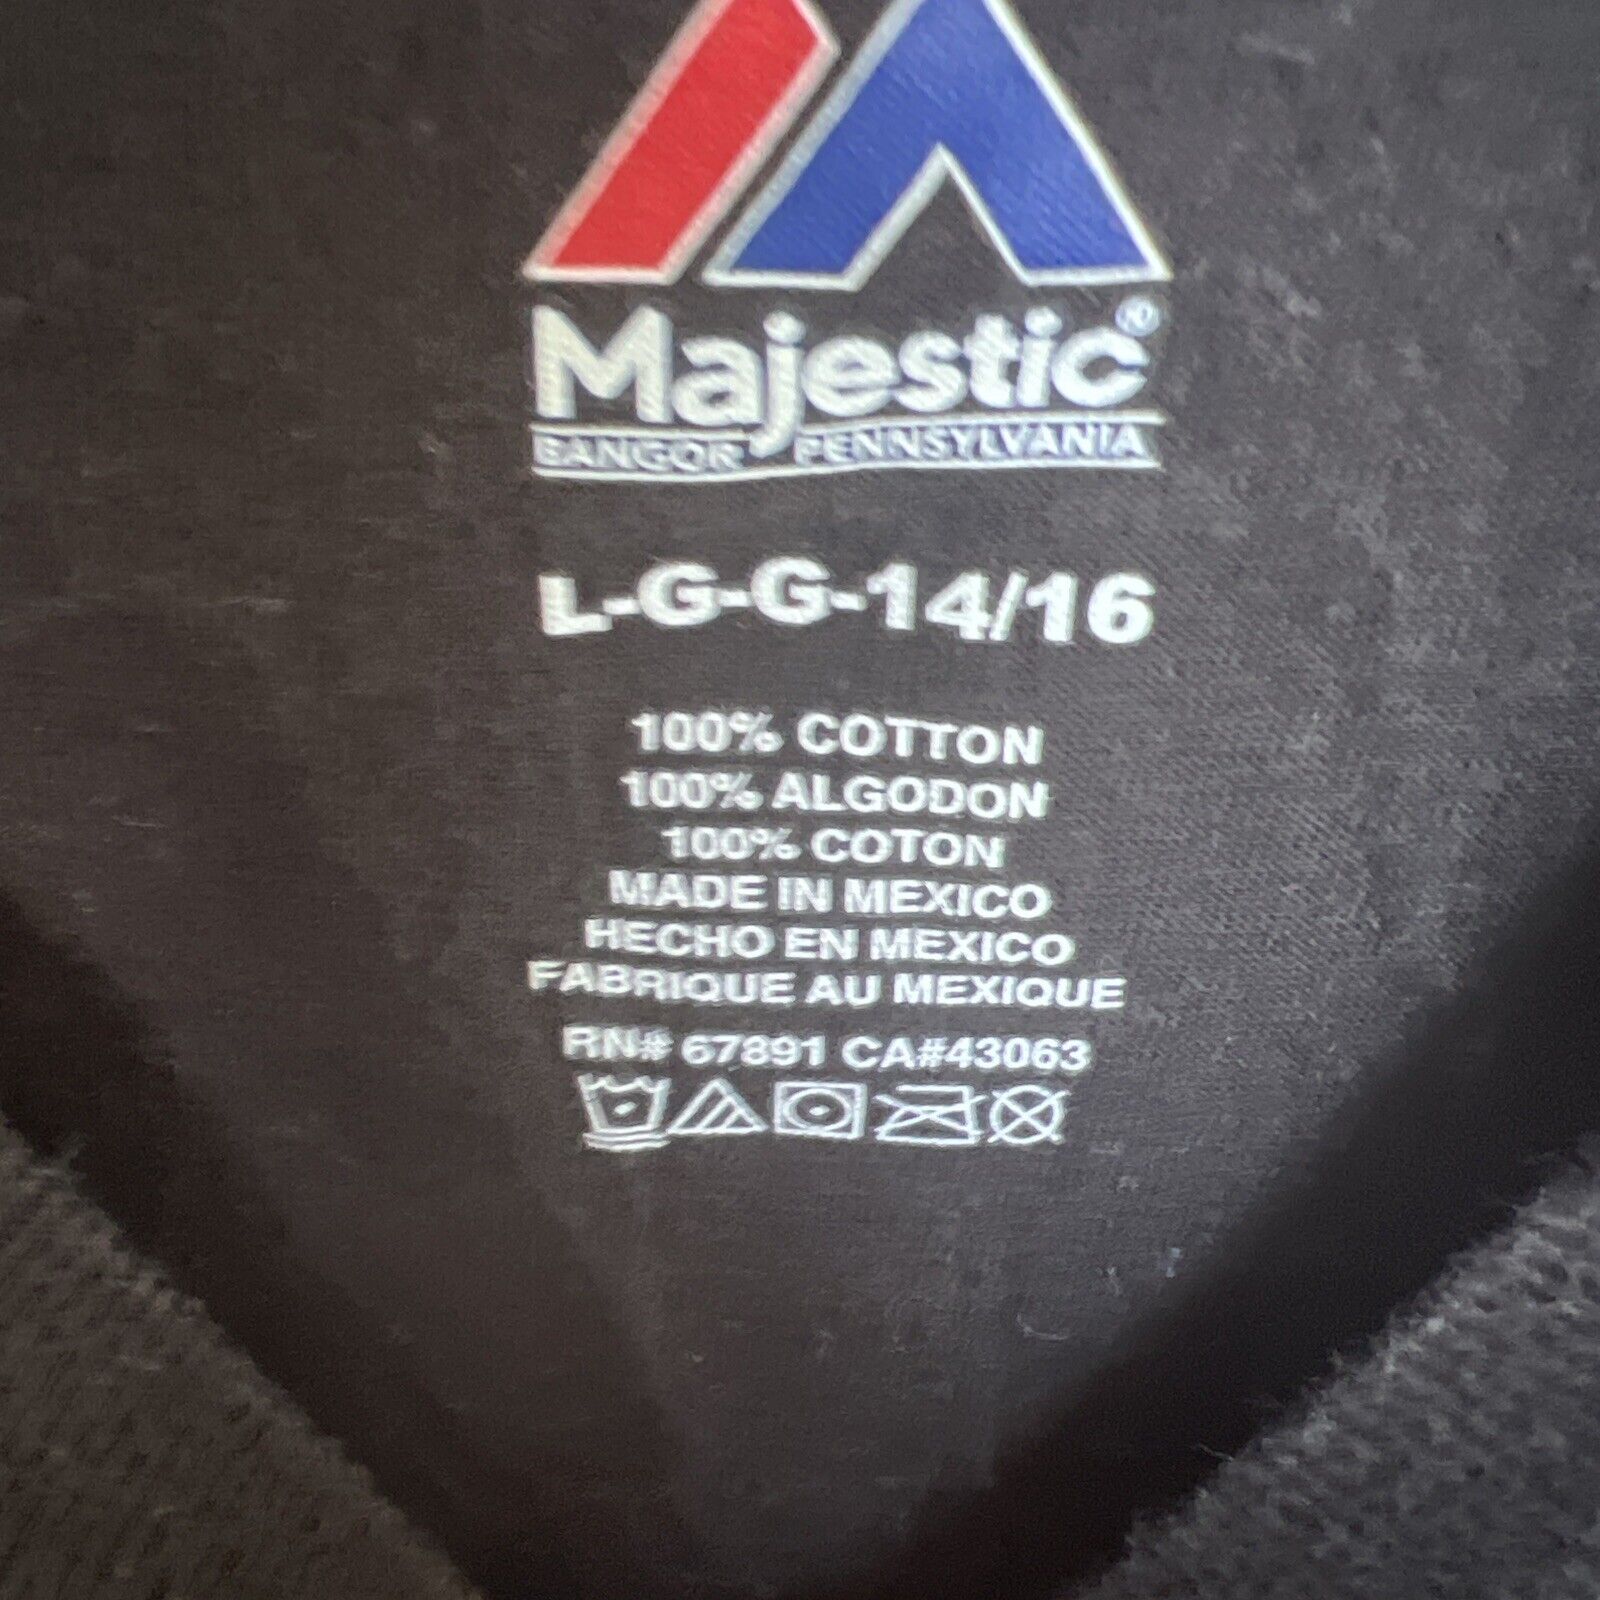 Majestic®
BANGOR PENNSYLVANIA
L-G-G-14/16
100% COTTON
100% ALGODON
100% COTON
MADE IN MEXICO
HECHO EN MEXICO
FABRIQUE AU MEXIQUE
RN# 67891 CA#43063